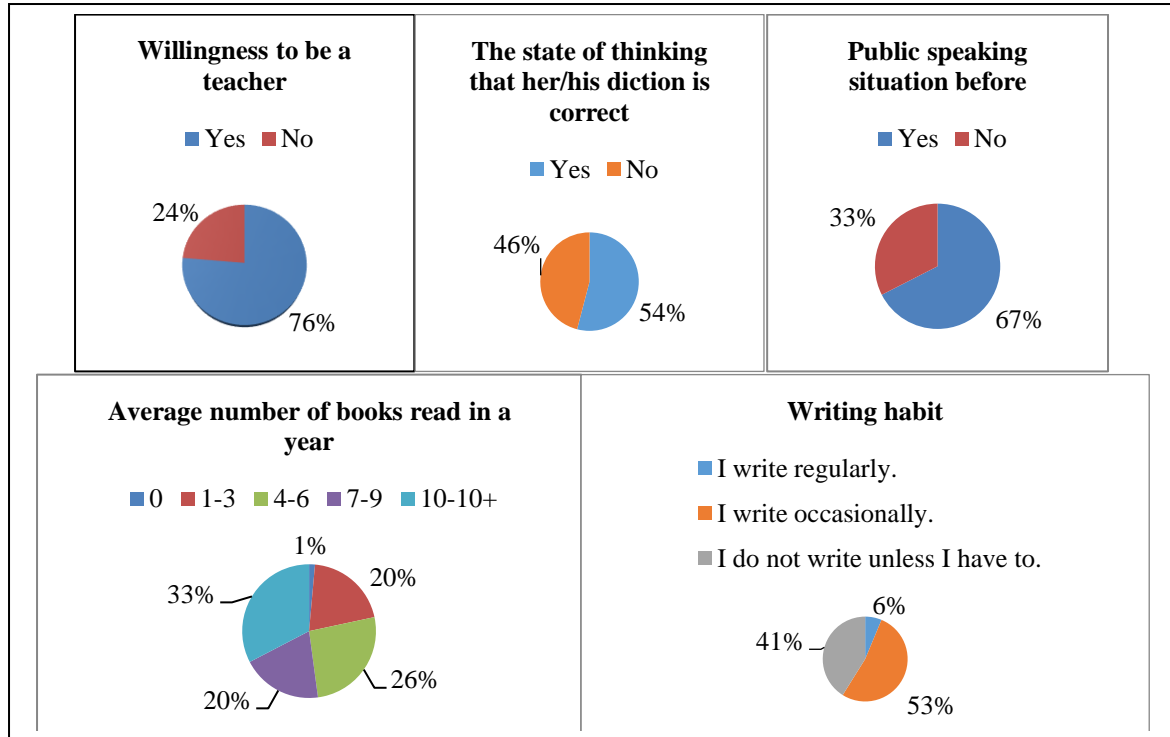 Willingness to be a
teacher
Yes No
24%
76%
The state of thinking
that her/his diction is
correct
Yes No
46%
54%
Public speaking
situation before
Yes No
33%
67%
Average number of books read in a
year
0 1-3 4-6 7-9 10-10+
1%
20%
33%
26%
20%
Writing habit
I write regularly.
I write occasionally.
I do not write unless I have to.
6%
41%
53%